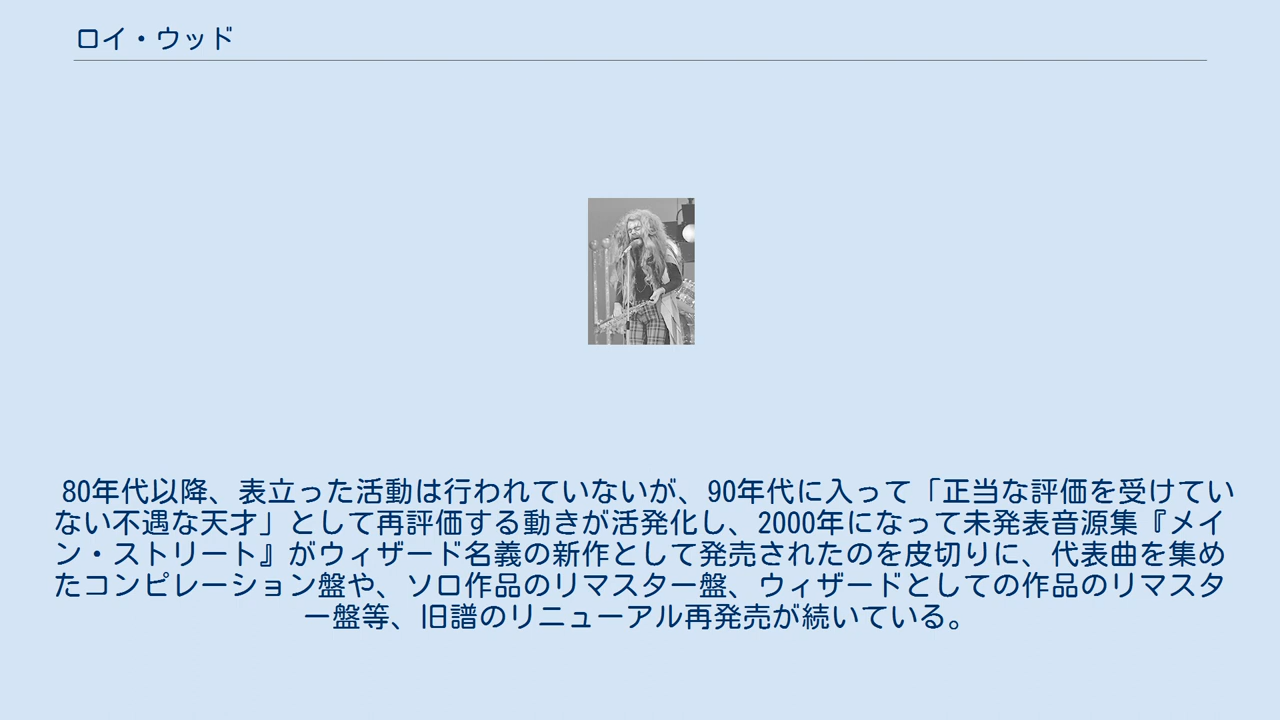 ロイ・ウッド
80年代以降、表立った活動は行われていないが、90年代に入って「正当な評価を受けてい
ない不遇な天才」として再評価する動きが活発化し、2000年になって未発表音源集『メイ
ン・ストリート』がウィザード名義の新作として発売されたのを皮切りに、代表曲を集め
たコンピレーション盤や、ソロ作品のリマスター盤、ウィザードとしての作品のリマスタ
ー盤等、旧譜のリニューアル再発売が続いている。